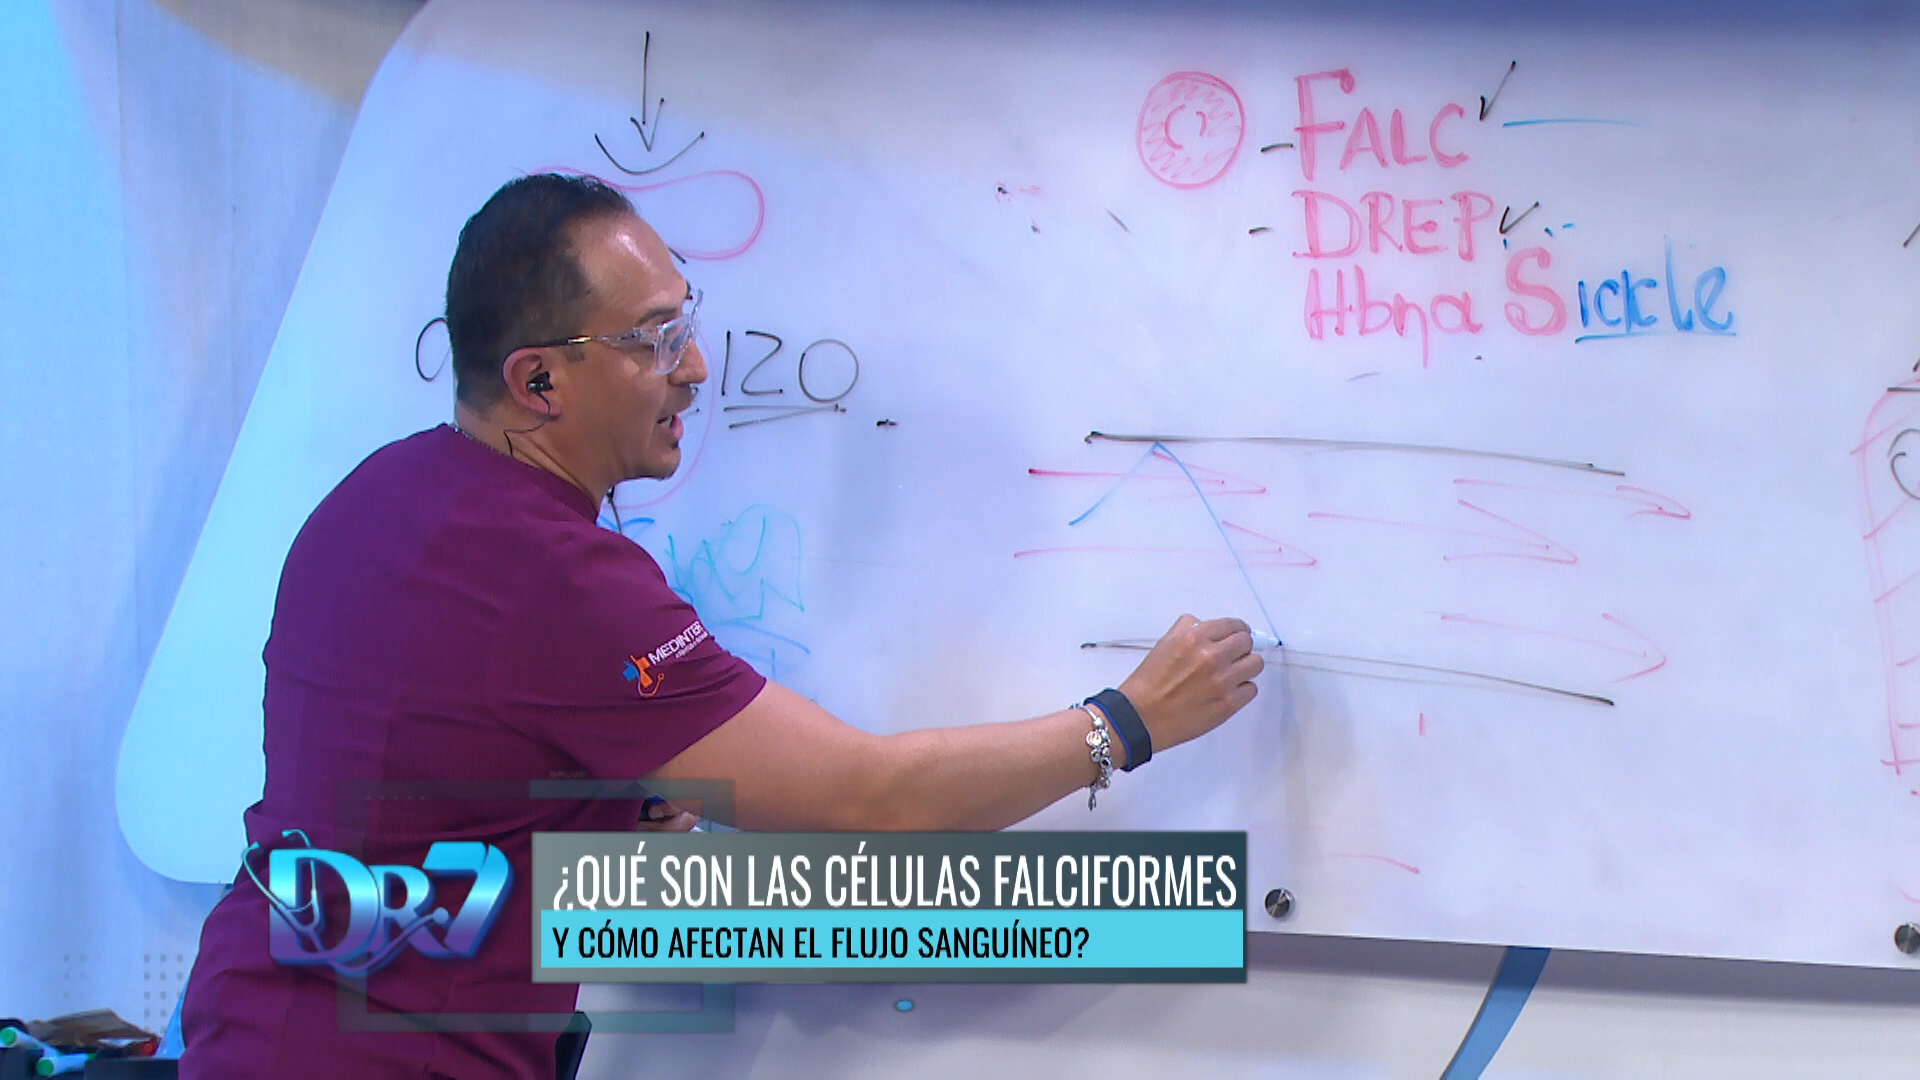 FALC
DREP
Hbna Sickle
120
MEDINTER
DR7
¿QUÉ SON LAS CÉLULAS FALCIFORMES
Y CÓMO AFECTAN EL FLUJO SANGUÍNEO?